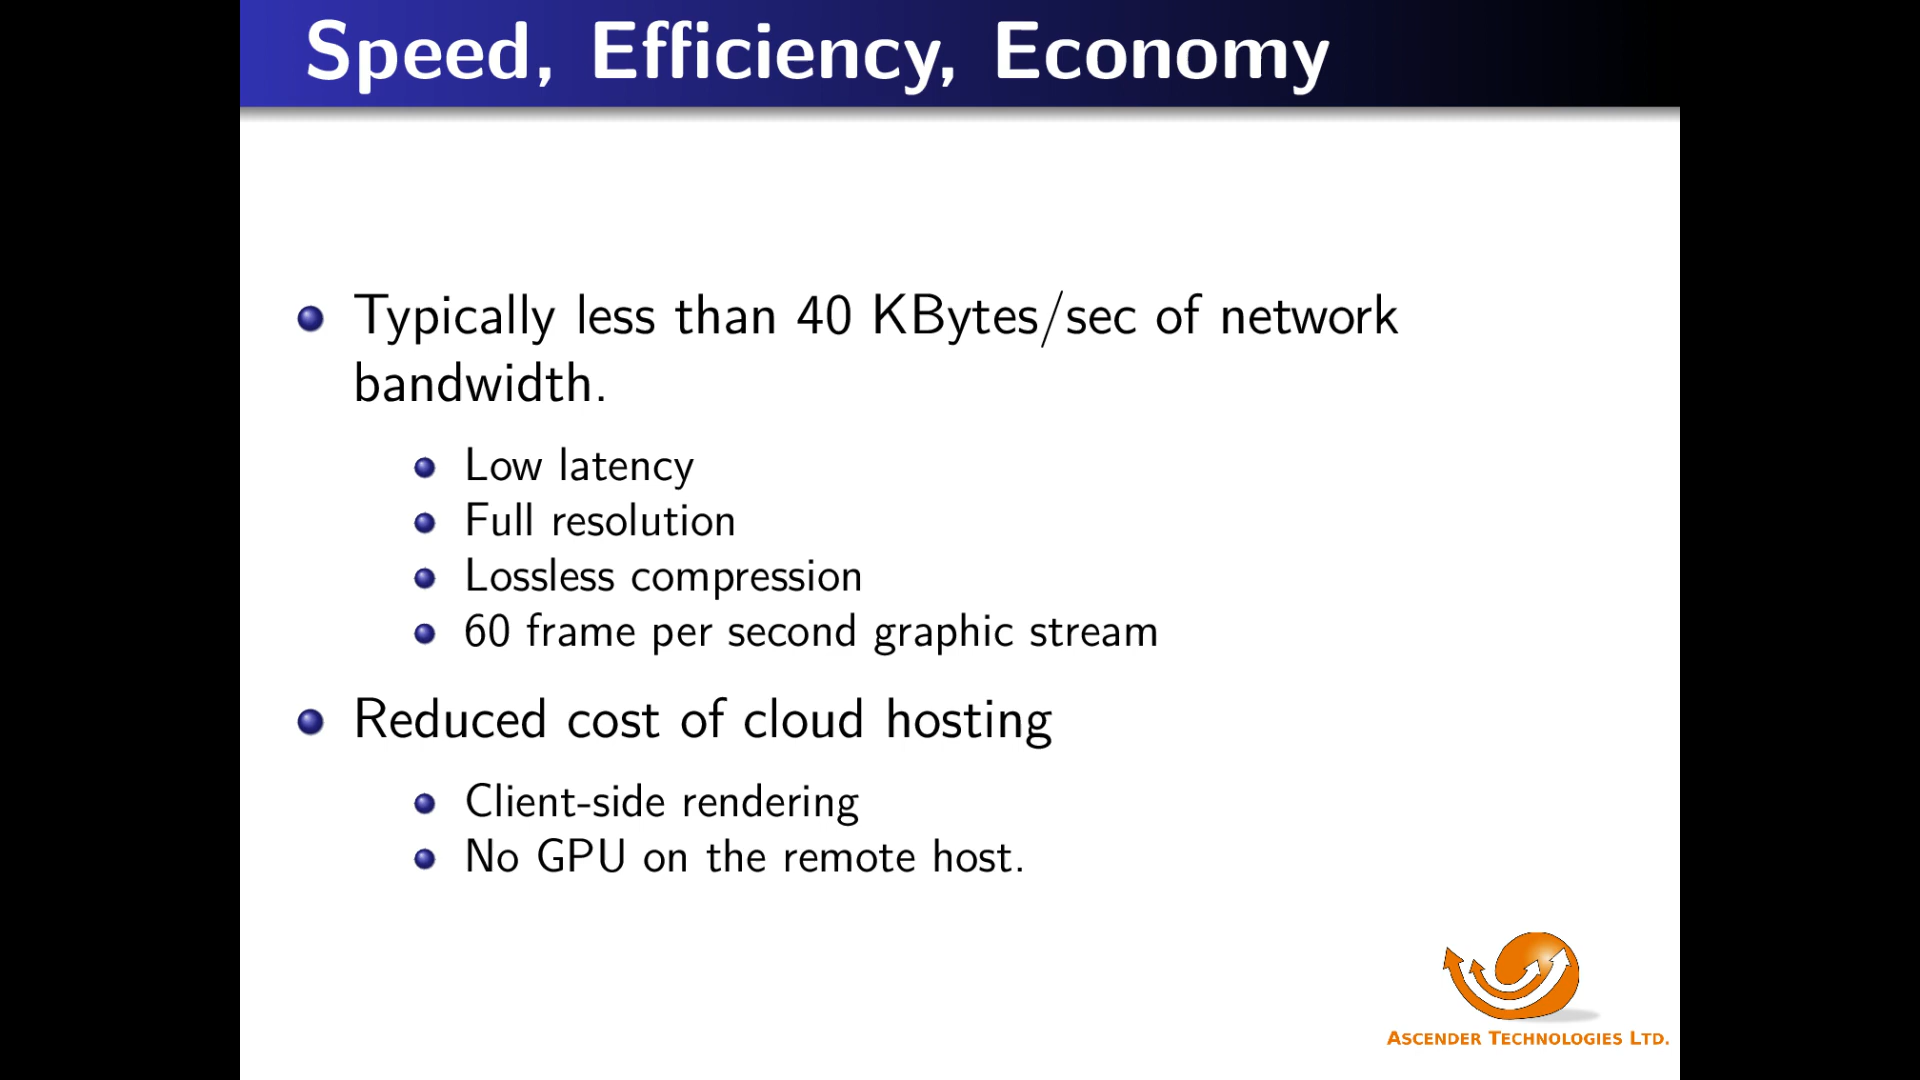 Speed, Efficiency, Economy
Typically less than 40 KBytes/sec of network
bandwidth.
Low latency
Full resolution
Lossless compression
60 frame per second graphic stream
Reduced cost of cloud hosting
Client-side rendering
No GPU on the remote host.
ASCENDER TECHNOLOGIES LTD.